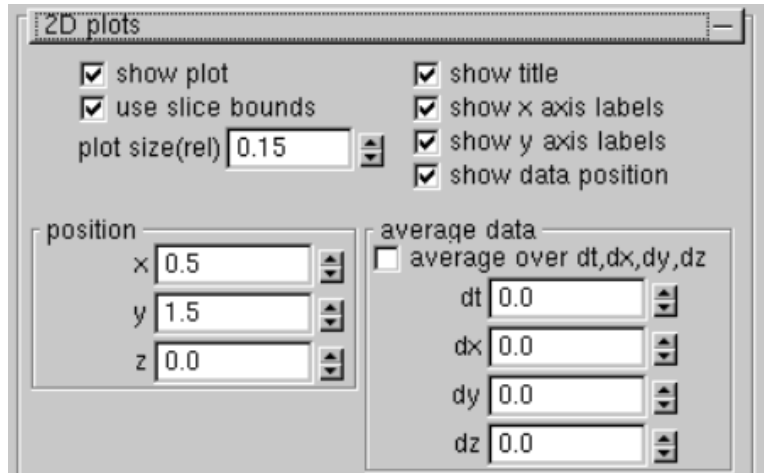 2D plots
show plot
use slice bounds
plot size(rel) 0.15
show title
show x axis labels
show y axis labels
show data position
position
x 0.5
y 1.5
z 0.0
average data
average over dt,dx,dy,dz
dt 0.0
dx 0.0
dy 0.0
dz 0.0